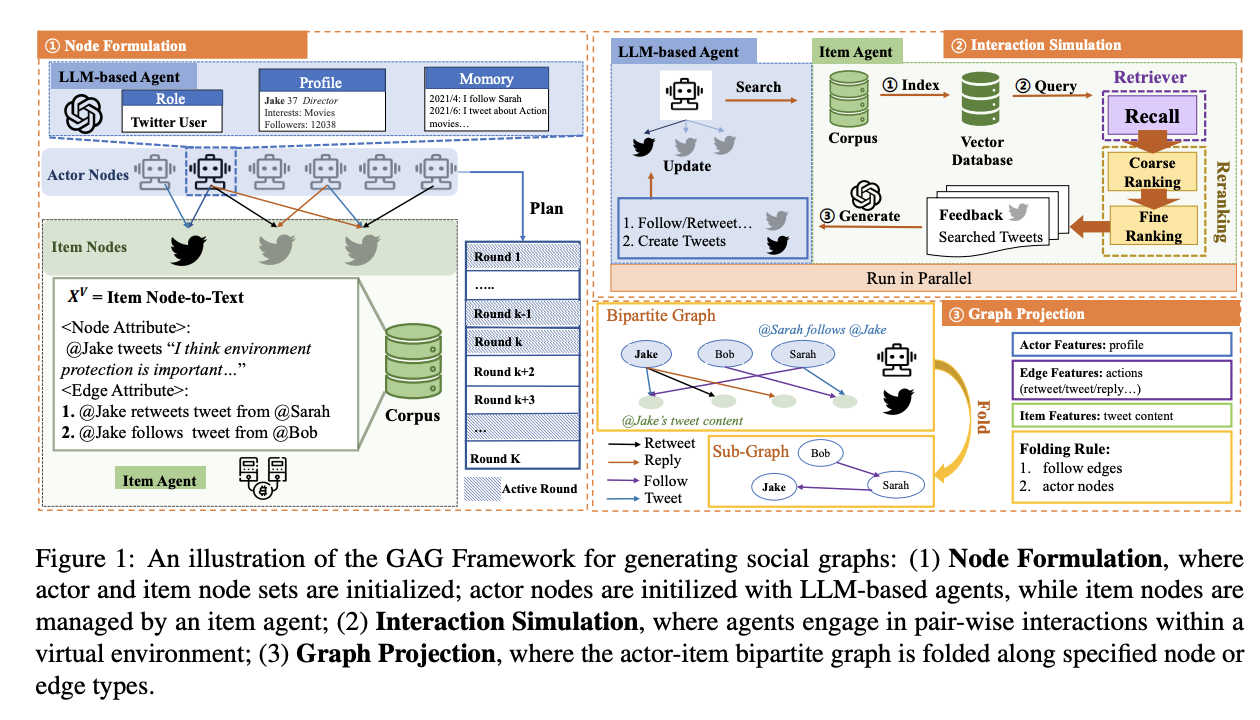 ① Node Formulation
LLM-based Agent
Role
Twitter User
Profile
Jake 37 Director
Interests: Movies
Followers: 12038
Momory
2021/4: I follow Sarah
2021/6: I tweet about Action
movies…
Actor Nodes
Plan
Item Nodes
X^V = Item Node-to-Text
<Node Attribute>:
@Jake tweets “I think environment
protection is important…”
<Edge Attribute>:
1. @Jake retweets tweet from @Sarah
2. @Jake follows tweet from @Bob
Corpus
Item Agent
Round 1
…..
Round k-1
Round k
Round k+2
Round k+3
…
Round K
Active Round
② Interaction Simulation
LLM-based Agent
Search
Update
1. Follow/Retweet…
2. Create Tweets
Item Agent
Corpus
① Index
Vector
Database
② Query
Retriever
Recall
Coarse
Ranking
Fine
Ranking
Reranking
Feedback
Searched Tweets
③ Generate
Run in Parallel
③ Graph Projection
Bipartite Graph
@Sarah follows @Jake
Jake
Bob
Sarah
@Jake's tweet content
Retweet
Reply
Follow
Tweet
Sub-Graph
Bob
Jake
Sarah
Fold
Actor Features: profile
Edge Features: actions
(retweet/tweet/reply…)
Item Features: tweet content
Folding Rule:
1. follow edges
2. actor nodes
Figure 1: An illustration of the GAG Framework for generating social graphs: (1) Node Formulation, where
actor and item node sets are initialized; actor nodes are initilized with LLM-based agents, while item nodes are
managed by an item agent; (2) Interaction Simulation, where agents engage in pair-wise interactions within a
virtual environment; (3) Graph Projection, where the actor-item bipartite graph is folded along specified node or
edge types.